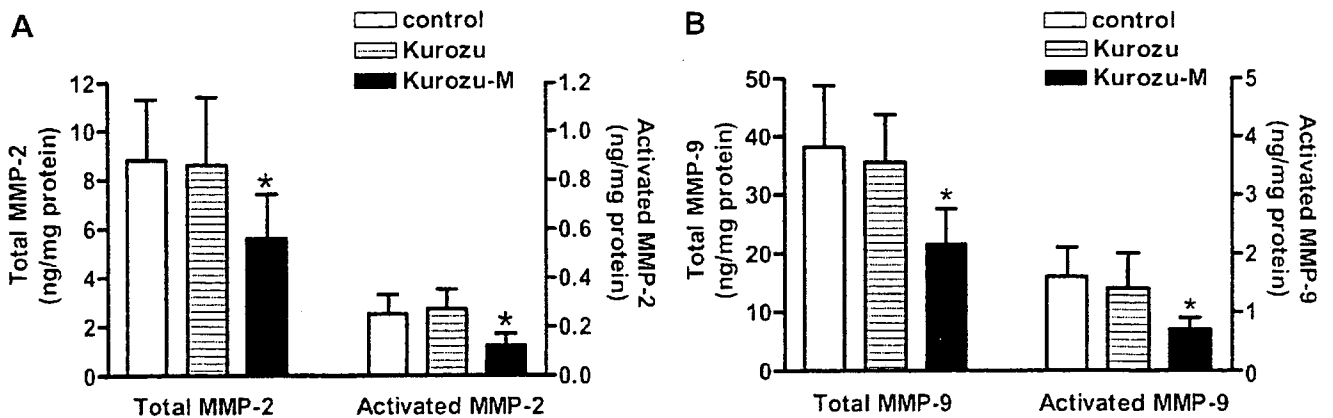 A
control
Kurozu
Kurozu-M
Total MMP-2
(ng/mg protein)
12
10
8
6
4
2
0
*
*
1.2
1.0
0.8
0.6
0.4
0.2
0.0
Activated MMP-2
(ng/mg protein)
Total MMP-2 Activated MMP-2
B
control
Kurozu
Kurozu-M
Total MMP-9
(ng/mg protein)
50
40
30
20
10
0
*
*
5
4
3
2
1
0
Activated MMP-9
(ng/mg protein)
Total MMP-9 Activated MMP-9